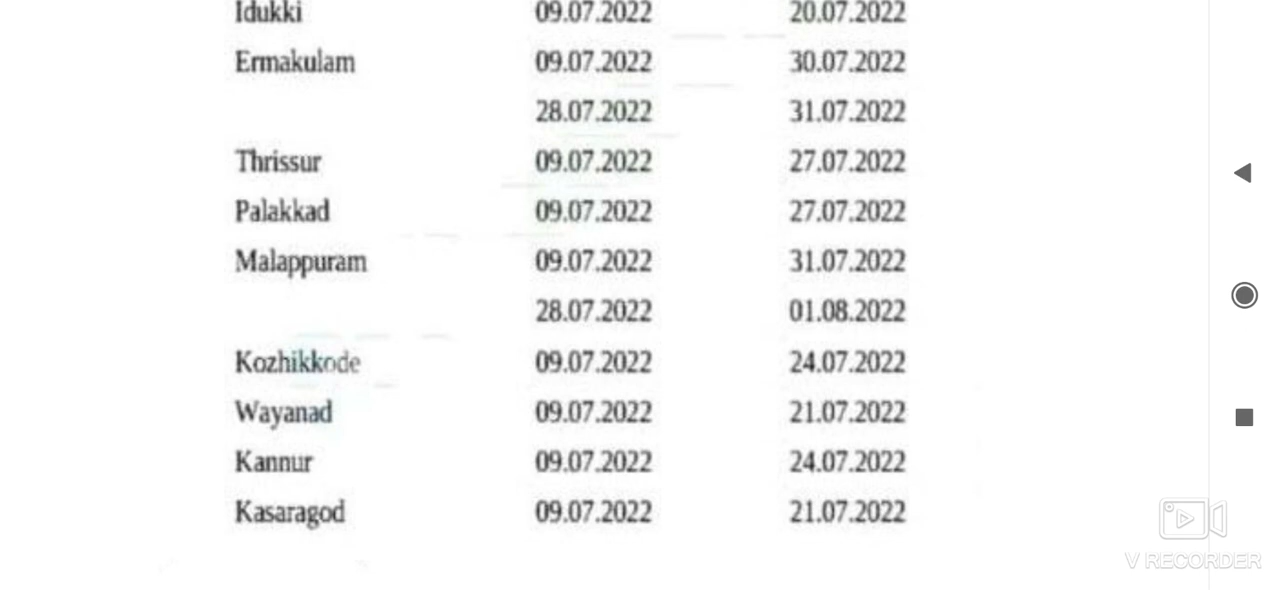 Idukki 09.07.2022 20.07.2022
Ermakulam 09.07.2022 30.07.2022
28.07.2022 31.07.2022
Thrissur 09.07.2022 27.07.2022
Palakkad 09.07.2022 27.07.2022
Malappuram 09.07.2022 31.07.2022
28.07.2022 01.08.2022
Kozhikkode 09.07.2022 24.07.2022
Wayanad 09.07.2022 21.07.2022
Kannur 09.07.2022 24.07.2022
Kasaragod 09.07.2022 21.07.2022
V RECORDER